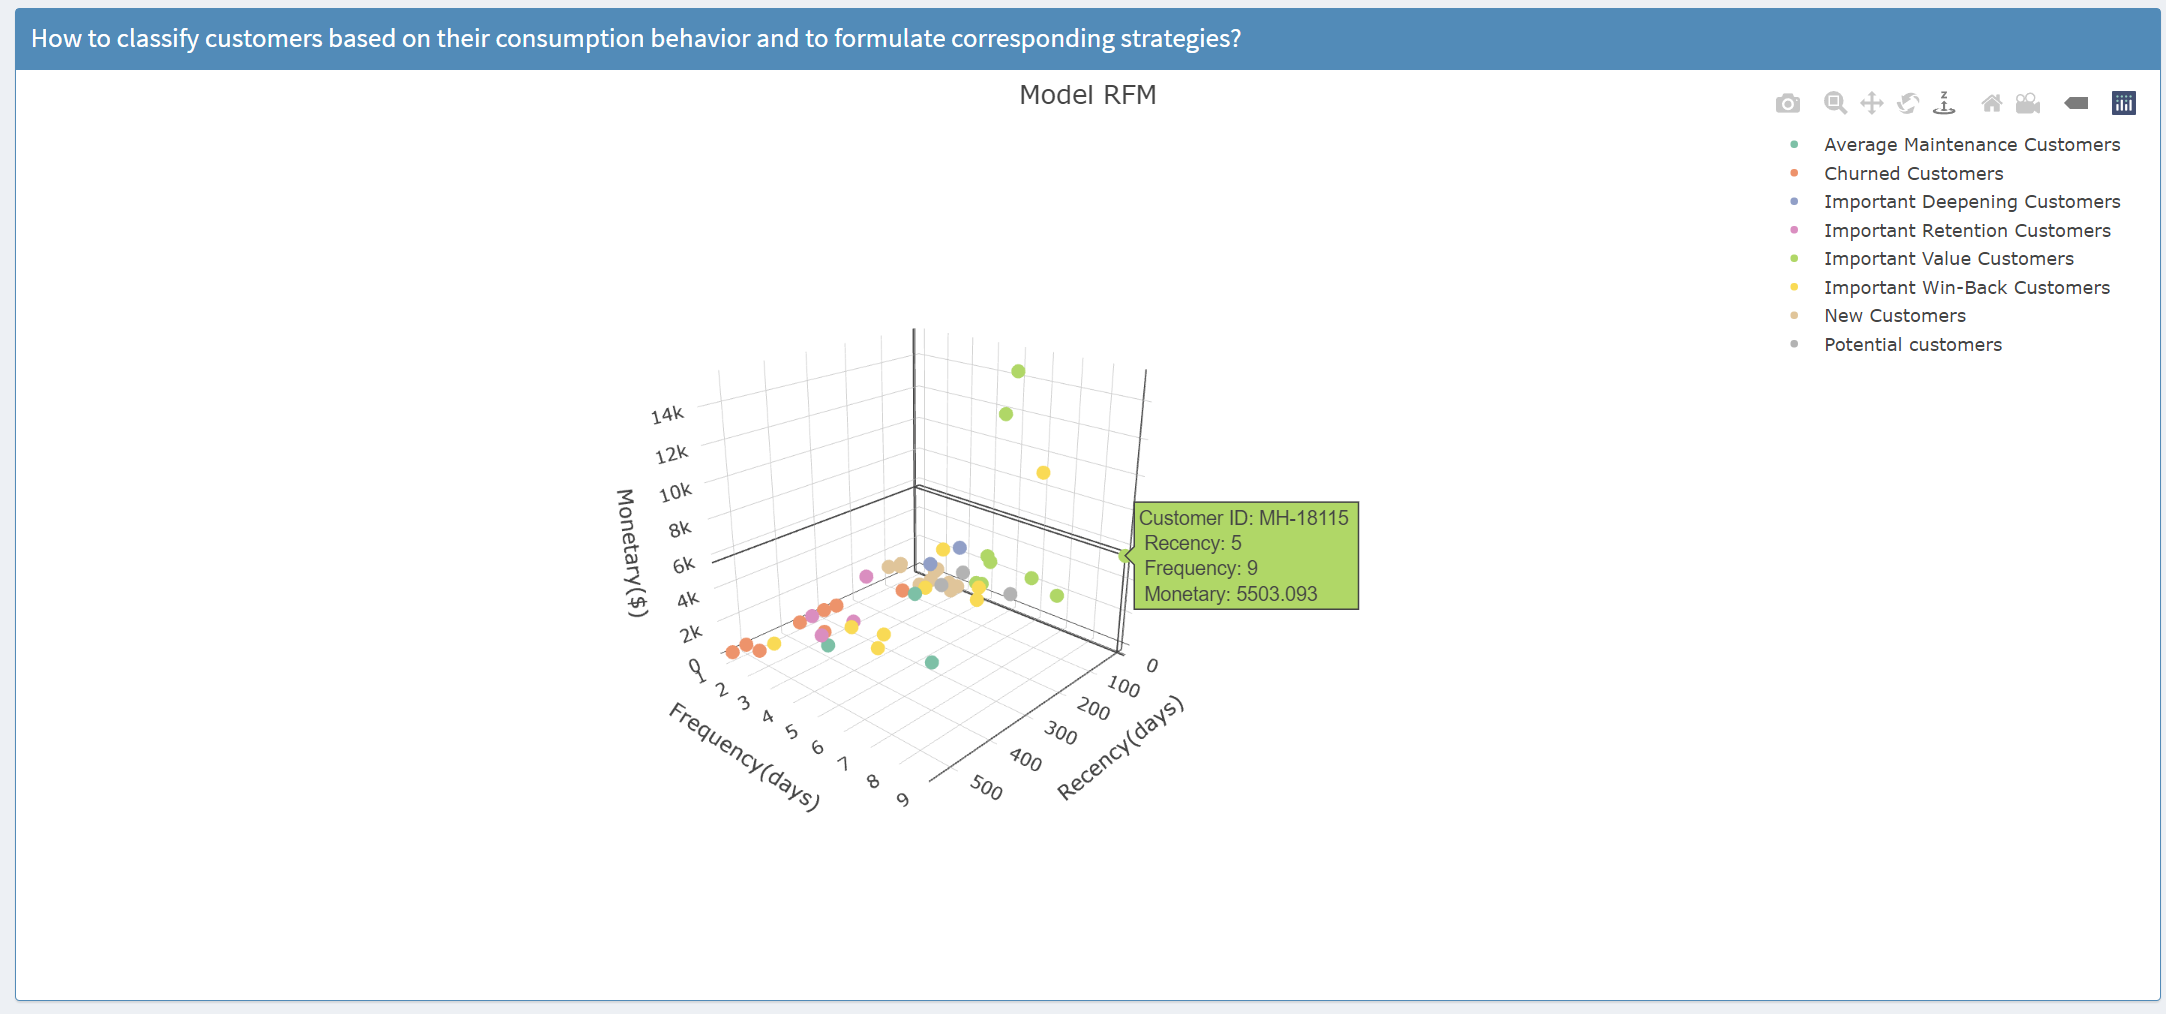 How to classify customers based on their consumption behavior and to formulate corresponding strategies?
Model RFM
z
Average Maintenance Customers
Churned Customers
Important Deepening Customers
Important Retention Customers
Important Value Customers
Important Win-Back Customers
New Customers
Potential customers
14k
12k
10k
8k
6k
4k
2k
0
Monetary($)
1
2
3
4
5
6
7
8
9
Frequency(days)
0
100
200
300
400
500
Recency(days)
Customer ID: MH-18115
Recency: 5
Frequency: 9
Monetary: 5503.093